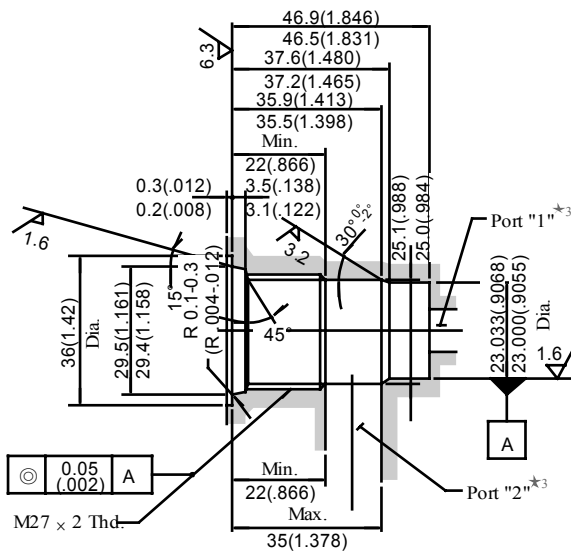 46.9(1.846)
46.5(1.831)
37.6(1.480)
37.2(1.465)
35.9(1.413)
35.5(1.398)
Min.
22(.866)
6.3
0.3(.012)
0.2(.008)
3.5(.138)
3.1(.122)
1.6
3.2
30° 0° -2°
25.1(.988)
25.0(.984)
Port "1"★3
15°
R 0.1-0.3
(R .004-.012)
45°
36(1.42)
Dia.
29.5(1.161)
29.4(1.158)
23.033(.9068)
23.000(.9055)
Dia.
1.6
A
◎ 0.05 (.002) A
M27 × 2 Thd.
Min.
22(.866)
Max.
35(1.378)
Port "2"★3